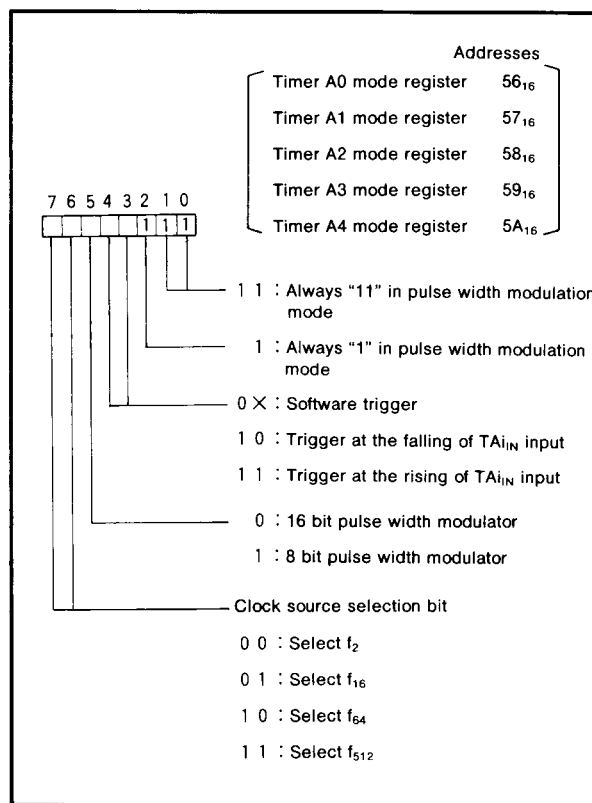 Addresses
Timer A0 mode register 56₁₆
Timer A1 mode register 57₁₆
Timer A2 mode register 58₁₆
Timer A3 mode register 59₁₆
Timer A4 mode register 5A₁₆
7 6 5 4 3 2 1 0
1 1 1
1 1 : Always "11" in pulse width modulation
mode
1 : Always "1" in pulse width modulation
mode
0 × : Software trigger
1 0 : Trigger at the falling of TAi_IN input
1 1 : Trigger at the rising of TAi_IN input
0 : 16 bit pulse width modulator
1 : 8 bit pulse width modulator
Clock source selection bit
0 0 : Select f₂
0 1 : Select f₁₆
1 0 : Select f₆₄
1 1 : Select f₅₁₂